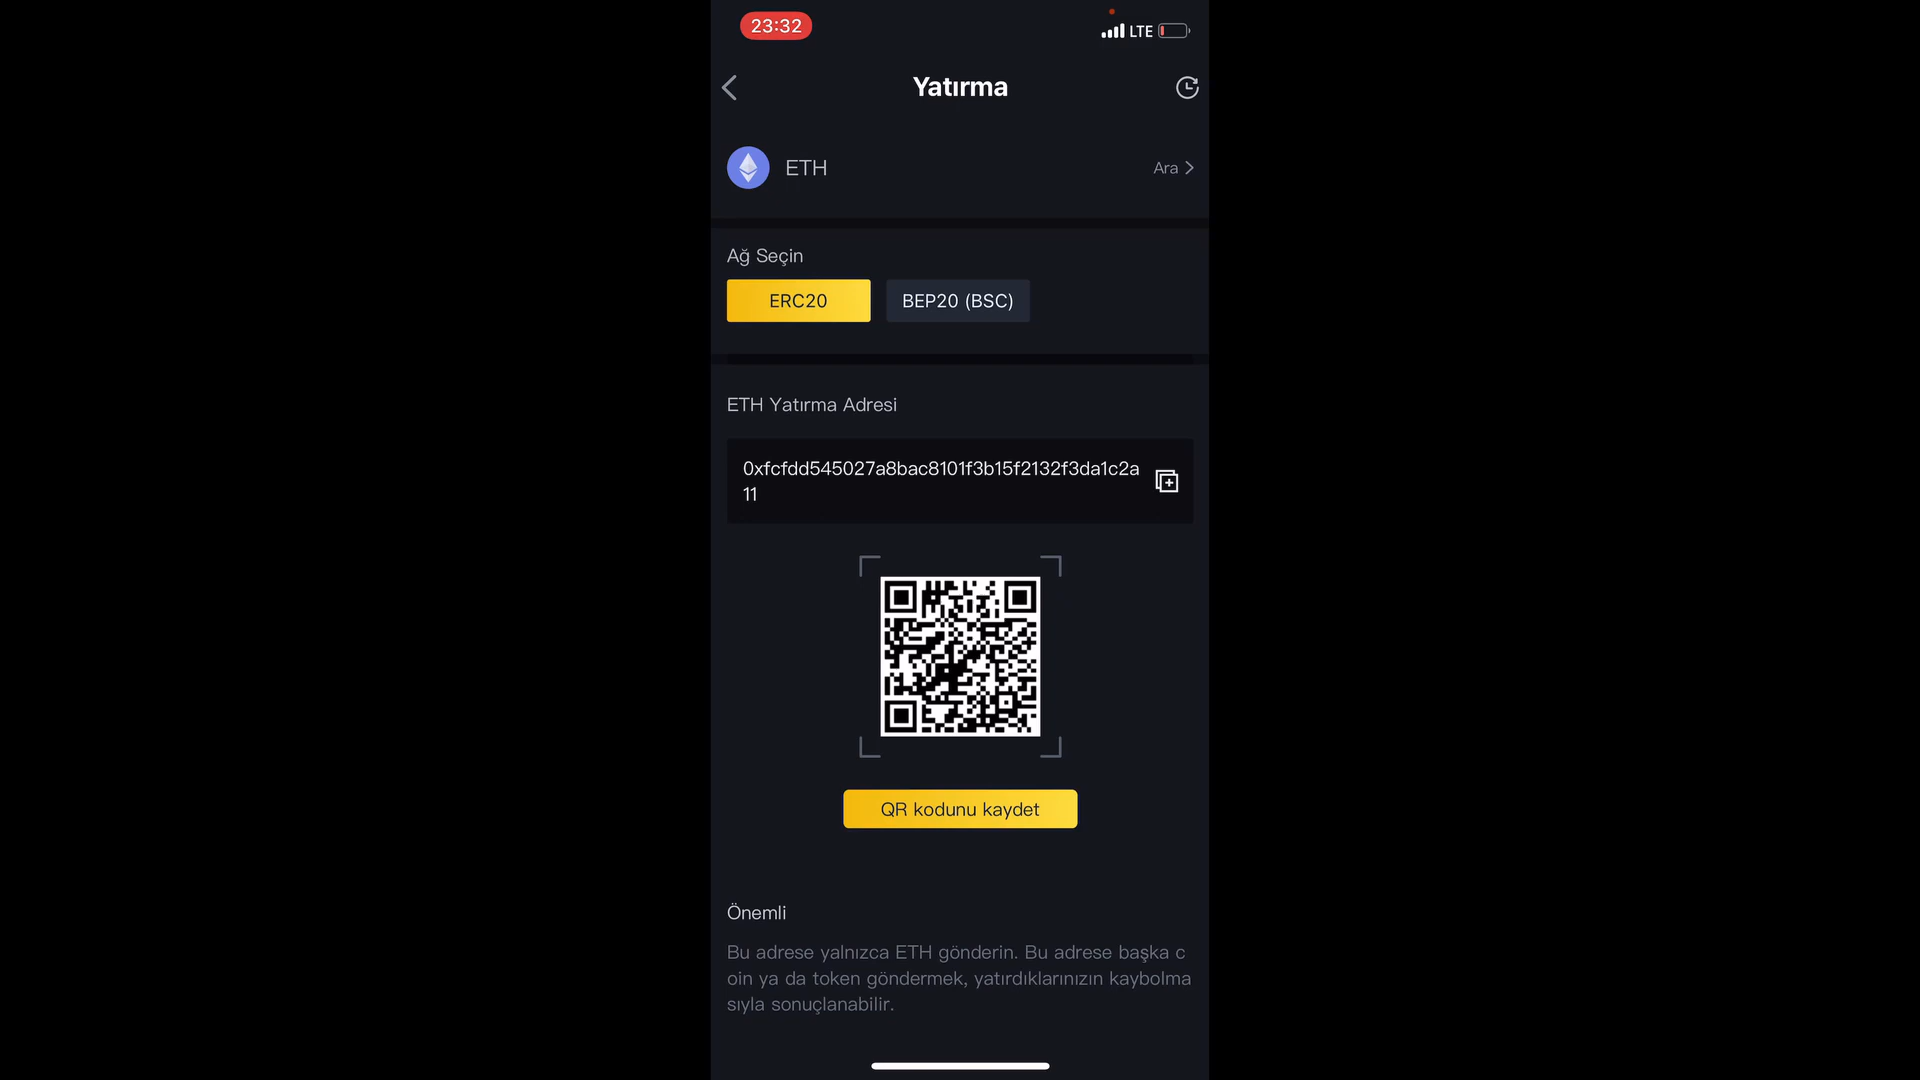 23:32
LTE
Yatırma
ETH
Ara
Ağ Seçin
ERC20
BEP20 (BSC)
ETH Yatırma Adresi
0xfcfdd545027a8bac8101f3b15f2132f3da1c2a
11
QR kodunu kaydet
Önemli
Bu adrese yalnızca ETH gönderin. Bu adrese başka c
oin ya da token göndermek, yatırdıklarınızın kaybolma
sıyla sonuçlanabilir.